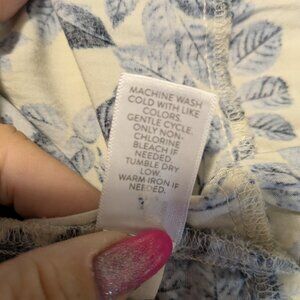 MACHINE WASH
COLD WITH LIKE
COLORS.
GENTLE CYCLE.
ONLY NON-
CHLORINE
BLEACH IF
NEEDED.
TUMBLE DRY
LOW.
WARM IRON IF
NEEDED.